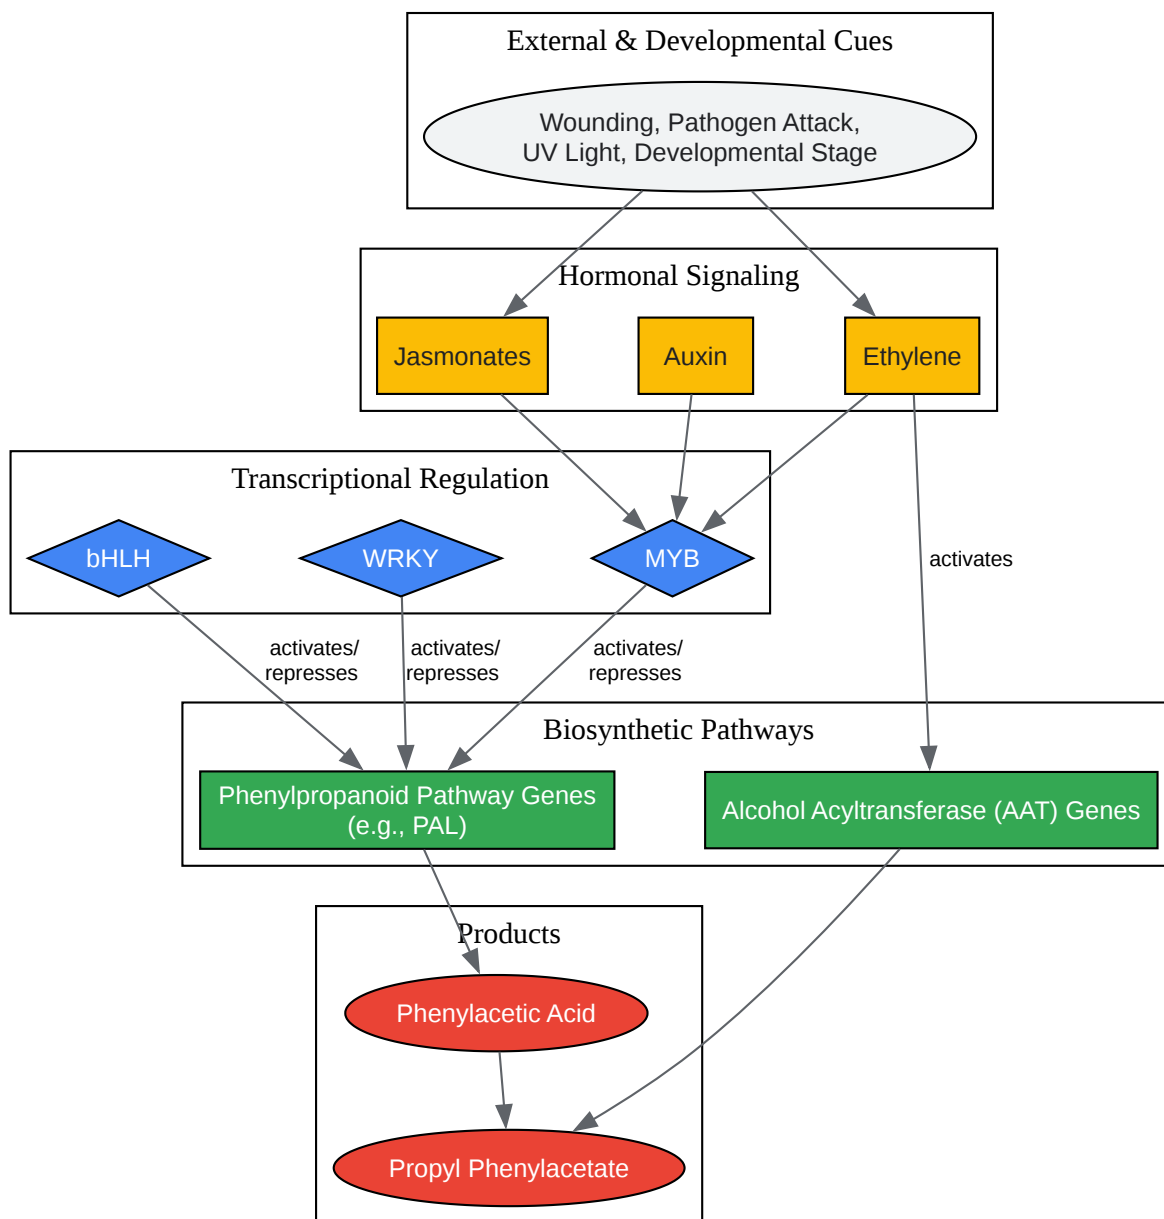 External & Developmental Cues
Wounding, Pathogen Attack,
UV Light, Developmental Stage
Hormonal Signaling
Jasmonates
Auxin
Ethylene
Transcriptional Regulation
bHLH
WRKY
MYB
activates
activates/
represses
activates/
represses
activates/
represses
Biosynthetic Pathways
Phenylpropanoid Pathway Genes
(e.g., PAL)
Alcohol Acyltransferase (AAT) Genes
Products
Phenylacetic Acid
Propyl Phenylacetate